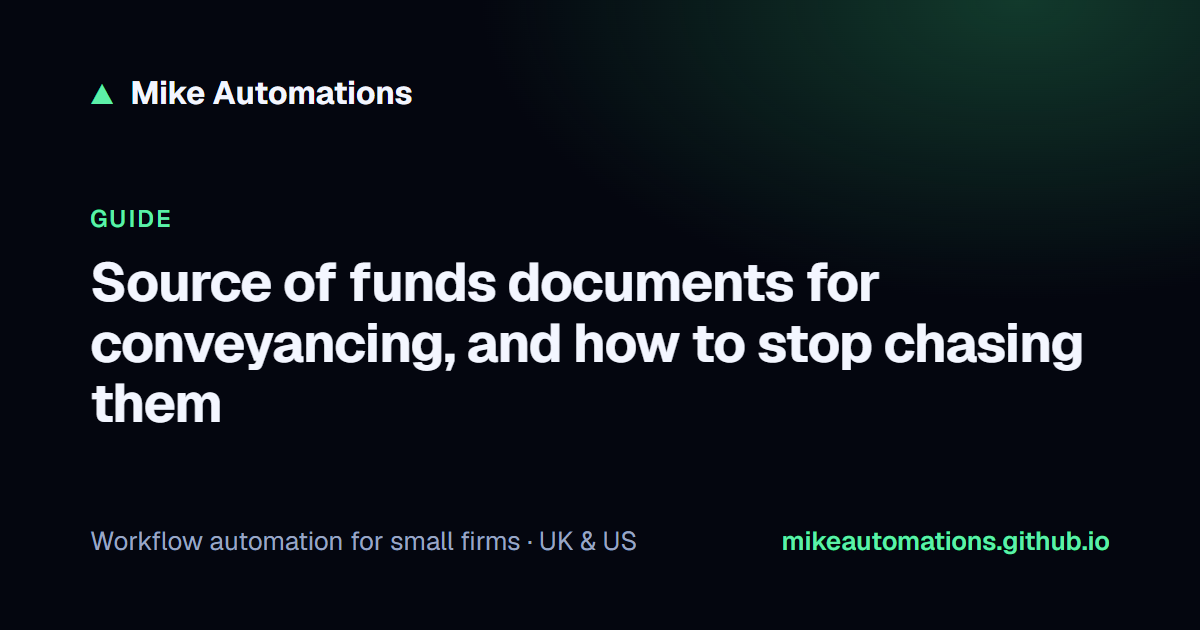 Mike Automations
GUIDE
Source of funds documents for
conveyancing, and how to stop chasing
them
Workflow automation for small firms · UK & US
mikeautomations.github.io